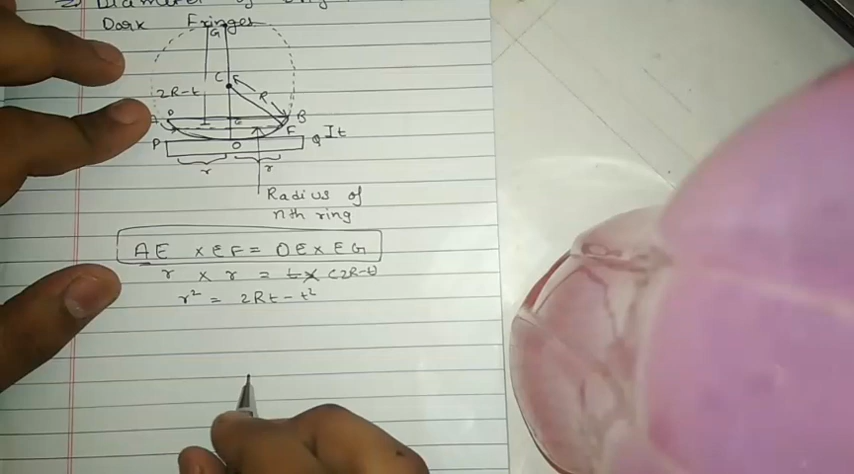 Dark Fringes
G
C
2R-t
R
D
B
F
P
Q
It
O
r
r
Radius of
nth ring
AE × EF = OE × EG
r × r = t × (2R-t)
r² = 2Rt - t²